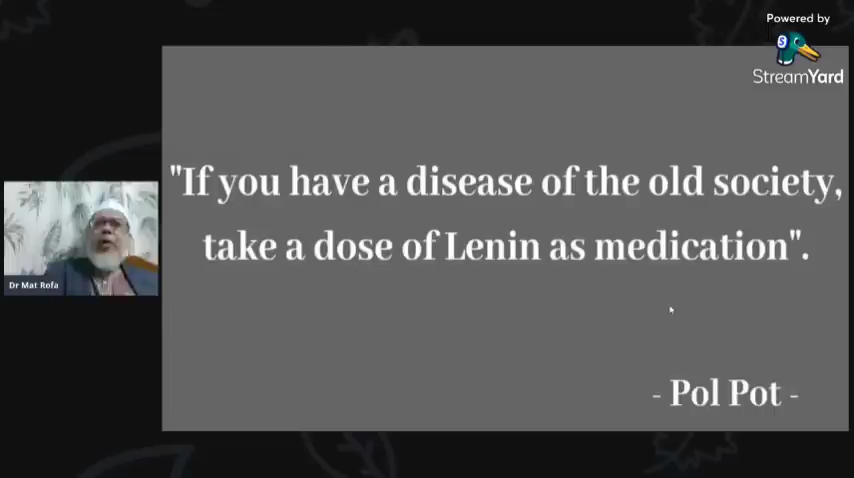 Powered by
S
StreamYard
"If you have a disease of the old society,
take a dose of Lenin as medication".
- Pol Pot -
Dr Mat Rofa